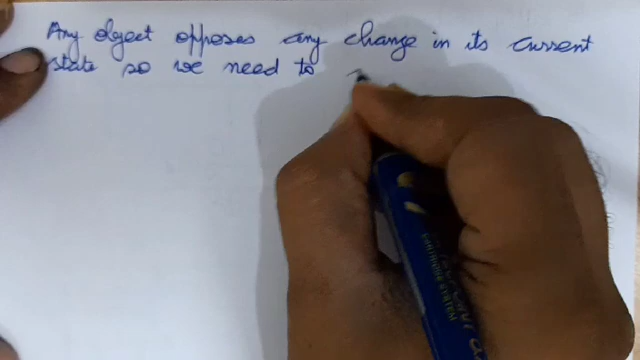 Any object opposes any change in its current
state so we need to